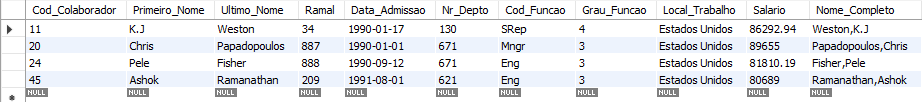 Cod_Colaborador Primeiro_Nome Ultimo_Nome Ramal Data_Admissao Nr_Depto Cod_Funcao Grau_Funcao Local_Trabalho Salario Nome_Completo
11 K.J Weston 34 1990-01-17 130 SRep 4 Estados Unidos 86292.94 Weston,K.J
20 Chris Papadopoulos 887 1990-01-01 671 Mngr 3 Estados Unidos 89655 Papadopoulos,Chris
24 Pele Fisher 888 1990-09-12 671 Eng 3 Estados Unidos 81810.19 Fisher,Pele
45 Ashok Ramanathan 209 1991-08-01 621 Eng 3 Estados Unidos 80689 Ramanathan,Ashok
NULL NULL NULL NULL NULL NULL NULL NULL NULL NULL NULL